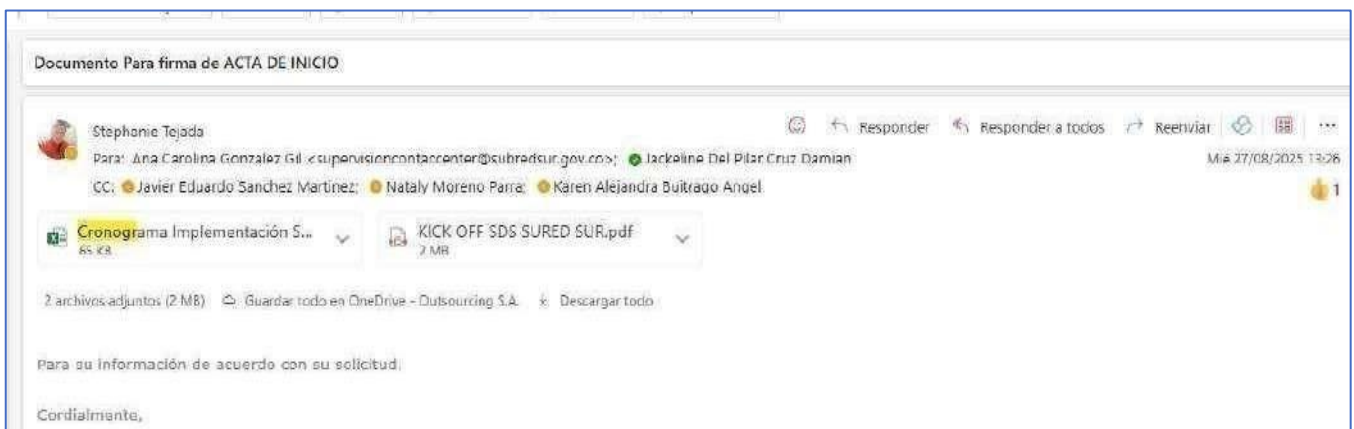 Documento Para firma de ACTA DE INICIO
Stephanie Tejada
Responder Responder a todos Reenviar ...
Para: Ana Carolina Gonzalez Gil <supervisioncontaccenter@subredsur.gov.co>; Jackeline Del Pilar Cruz Damian
Mié 27/08/2025 13:26
CC: Javier Eduardo Sanchez Martinez; Nataly Moreno Parra; Karen Alejandra Buitrago Angel
1
Cronograma Implementación S...
65 KB
KICK OFF SDS SURED SUR.pdf
2 MB
2 archivos adjuntos (2 MB) Guardar todo en OneDrive - Outsourcing S.A. Descargar todo
Para su información de acuerdo con su solicitud.
Cordialmente,